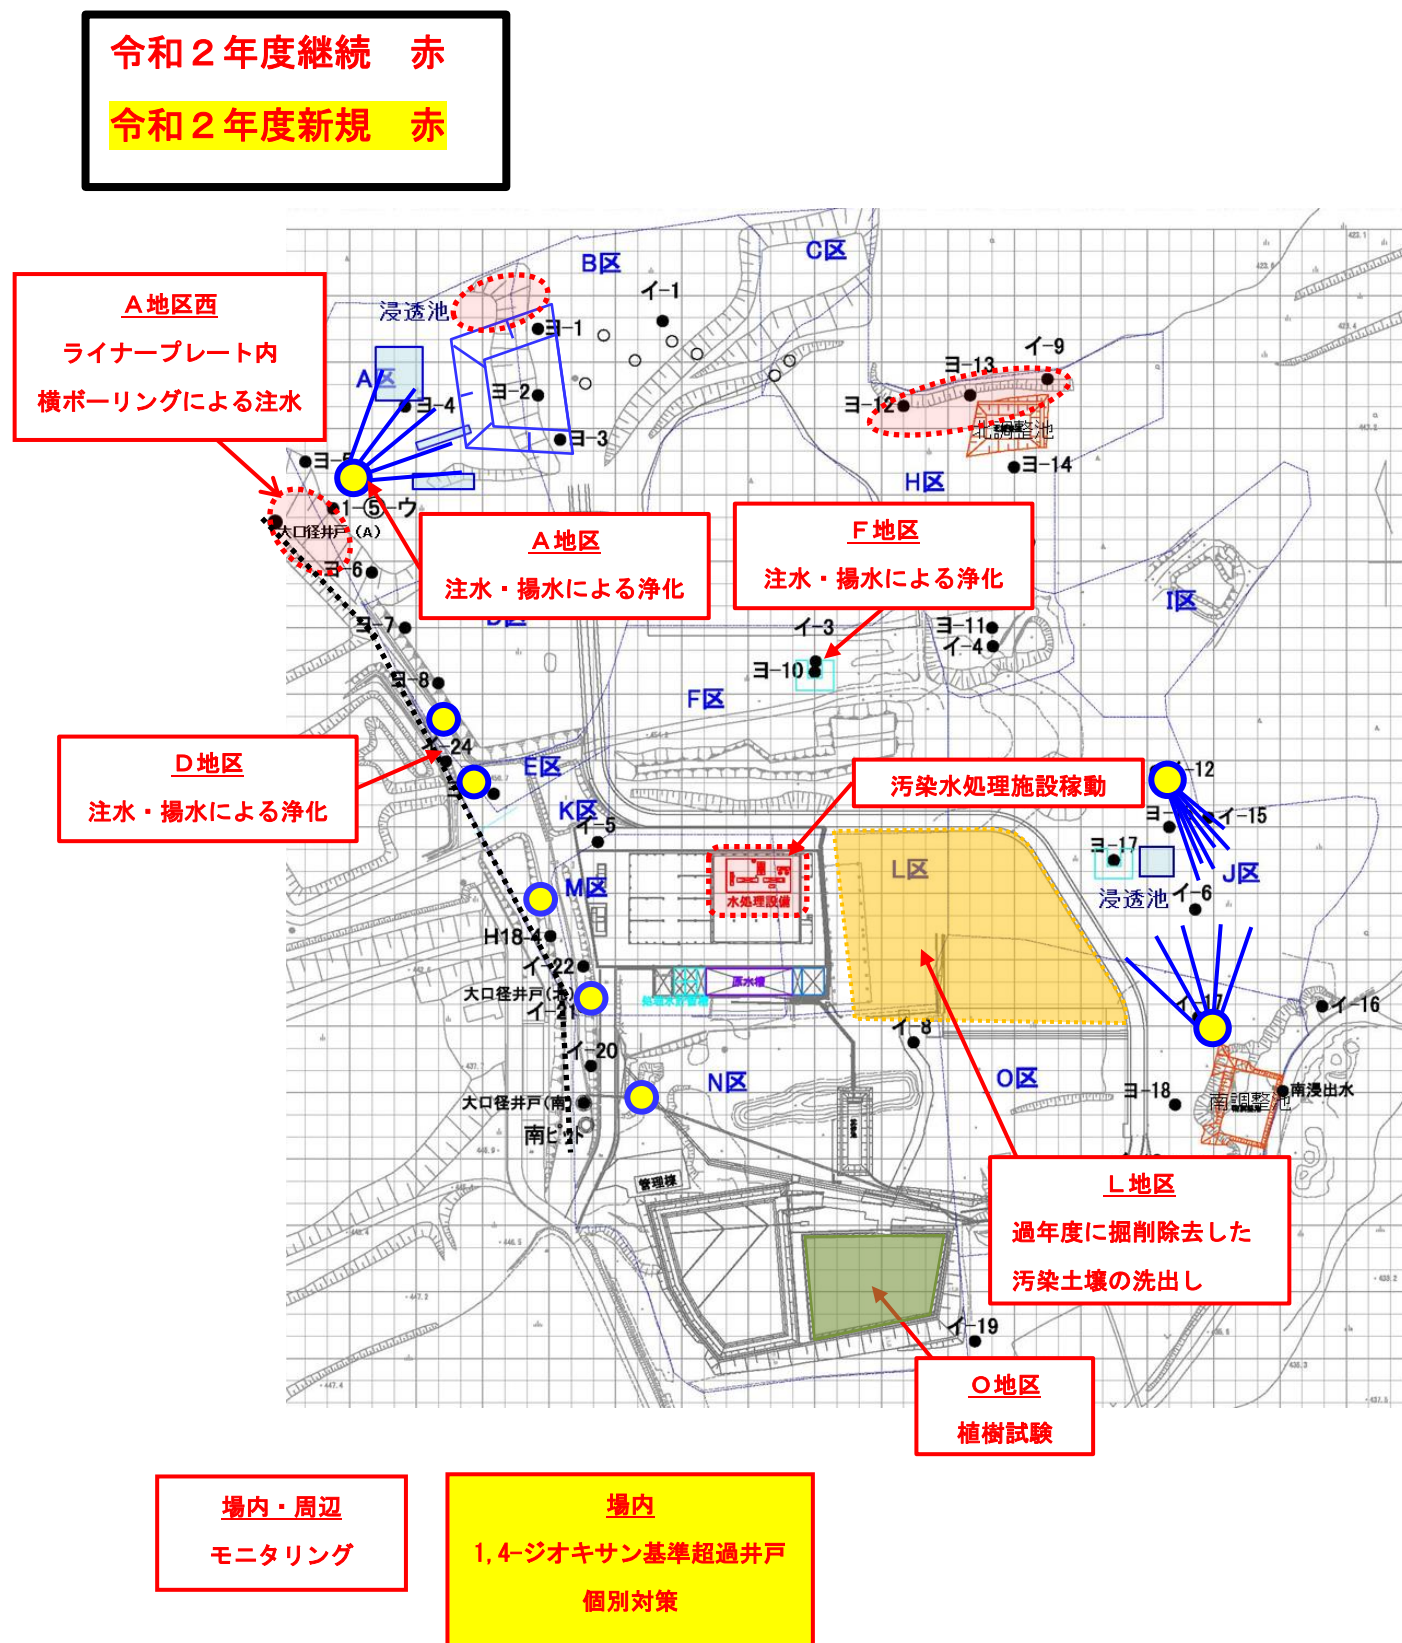 令和２年度継続　赤
令和２年度新規　赤
B区
C区
Ａ地区西
ライナープレート内
横ボーリングによる注水
浸透池
イ-1
ヨ-1
A区
ヨ-2
ヨ-4
ヨ-3
イ-9
ヨ-13
ヨ-12
北調整池
ヨ-14
H区
1-⑤-ウ
大口径井戸（A）
ヨ-6
Ａ地区
注水・揚水による浄化
Ｆ地区
注水・揚水による浄化
I区
ヨ-7
イ-3
ヨ-11
イ-4
ヨ-10
ヨ-8
F区
Ｄ地区
注水・揚水による浄化
E区
K区
イ-5
汚染水処理施設稼動
イ-15
ヨ-17
J区
浸透池
イ-6
L区
M区
水処理設備
H18-4
イ-22
大口径井戸(北)
イ-21
原水槽
イ-17
イ-16
イ-8
イ-20
N区
O区
大口径井戸(南)
南ピット
ヨ-18
南調整池
南浸出水
管理棟
Ｌ地区
過年度に掘削除去した
汚染土壌の洗出し
イ-19
Ｏ地区
植樹試験
場内・周辺
モニタリング
場内
1,4-ジオキサン基準超過井戸
個別対策